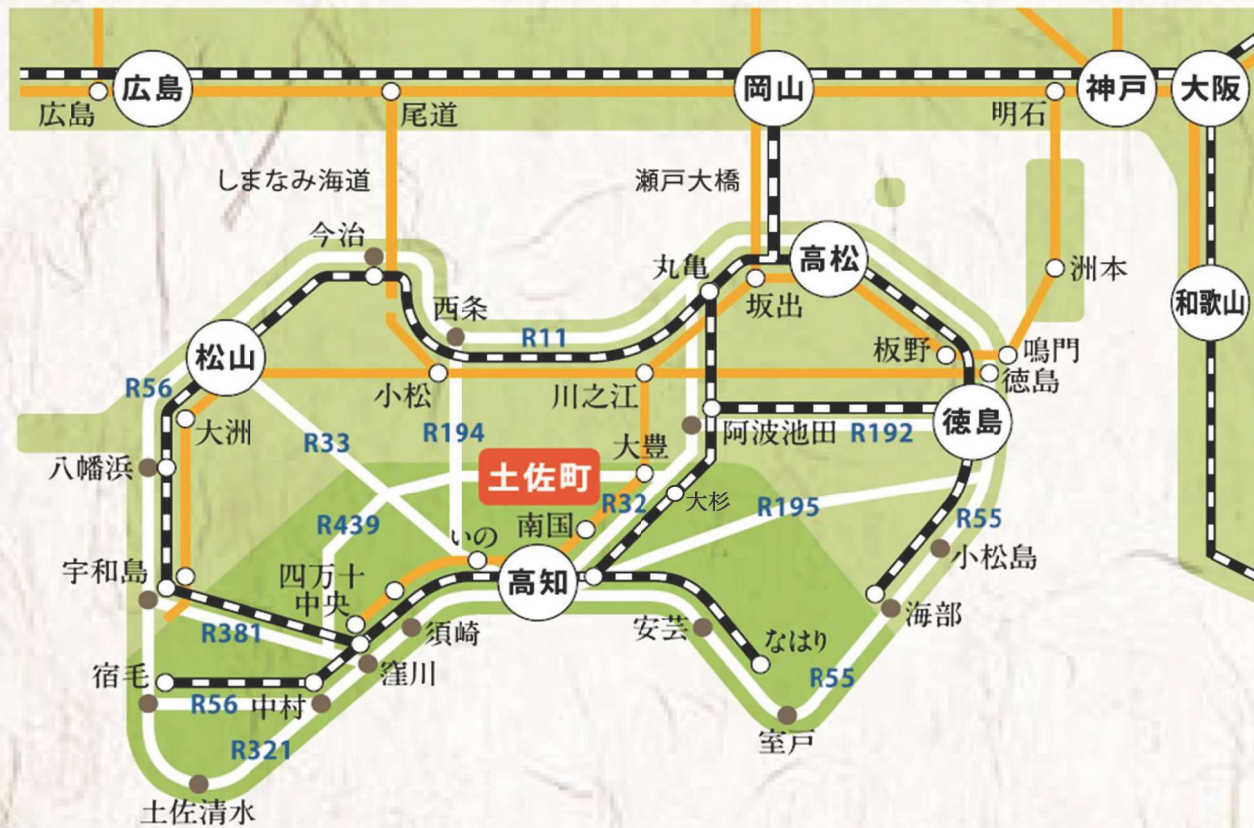 広島
岡山
神戸
大阪
広島
尾道
明石
しまなみ海道
瀬戸大橋
今治
丸亀
高松
洲本
坂出
和歌山
西条
R11
松山
板野
鳴門
徳島
R56
小松
川之江
大洲
R33
R194
大豊
阿波池田
R192
徳島
八幡浜
土佐町
大杉
R32
R195
R439
南国
R55
いの
小松島
宇和島
四万十
中央
高知
海部
R381
須崎
安芸
なはり
窪川
宿毛
R56
中村
R55
R321
室戸
土佐清水